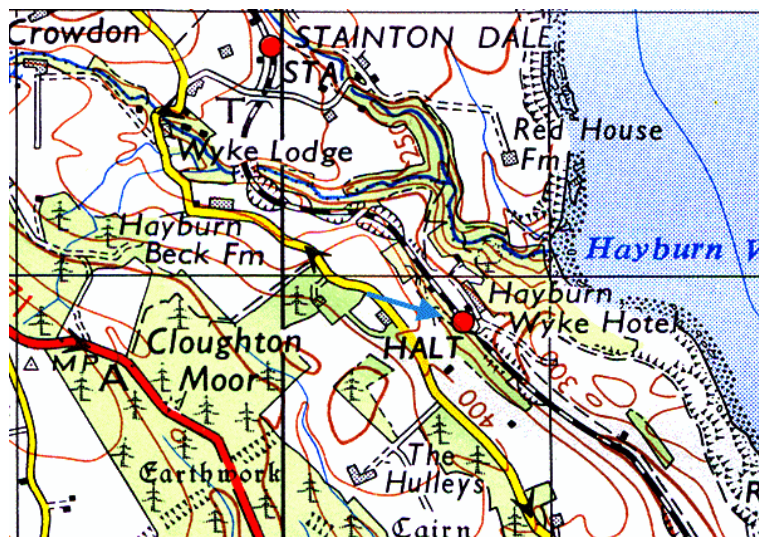 Crowdon
STAINTON DALE
STA
T
250
Red House
Fm
Wyke Lodge
Hayburn
Beck Fm
Hayburn W
Hayburn
Wyke Hotel
HALT
Cloughton
Moor
MP
A
300
400
Earthwork
The
Hulleys
Cairn
R